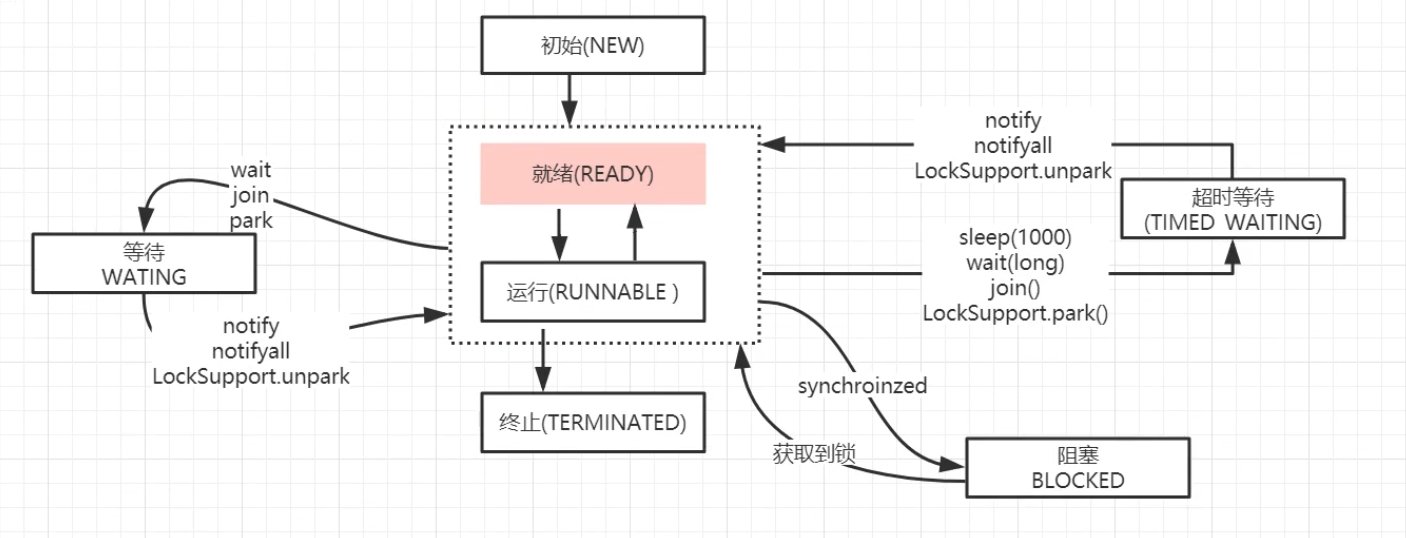 初始(NEW)
就绪(READY)
运行(RUNNABLE )
终止(TERMINATED)
wait
join
park
等待
WATING
notify
notifyall
LockSupport.unpark
notify
notifyall
LockSupport.unpark
超时等待
(TIMED WAITING)
sleep(1000)
wait(long)
join()
LockSupport.park()
synchroinzed
获取到锁
阻塞
BLOCKED